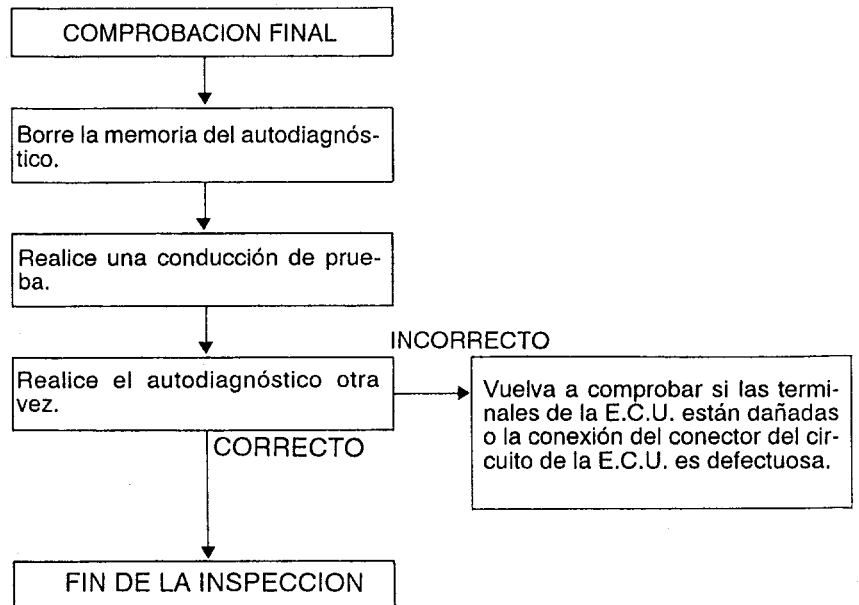 COMPROBACION FINAL
Borre la memoria del autodiagnós-
tico.
Realice una conducción de prue-
ba.
INCORRECTO
Realice el autodiagnóstico otra
vez.
Vuelva a comprobar si las termi-
nales de la E.C.U. están dañadas
o la conexión del conector del cir-
cuito de la E.C.U. es defectuosa.
CORRECTO
FIN DE LA INSPECCION